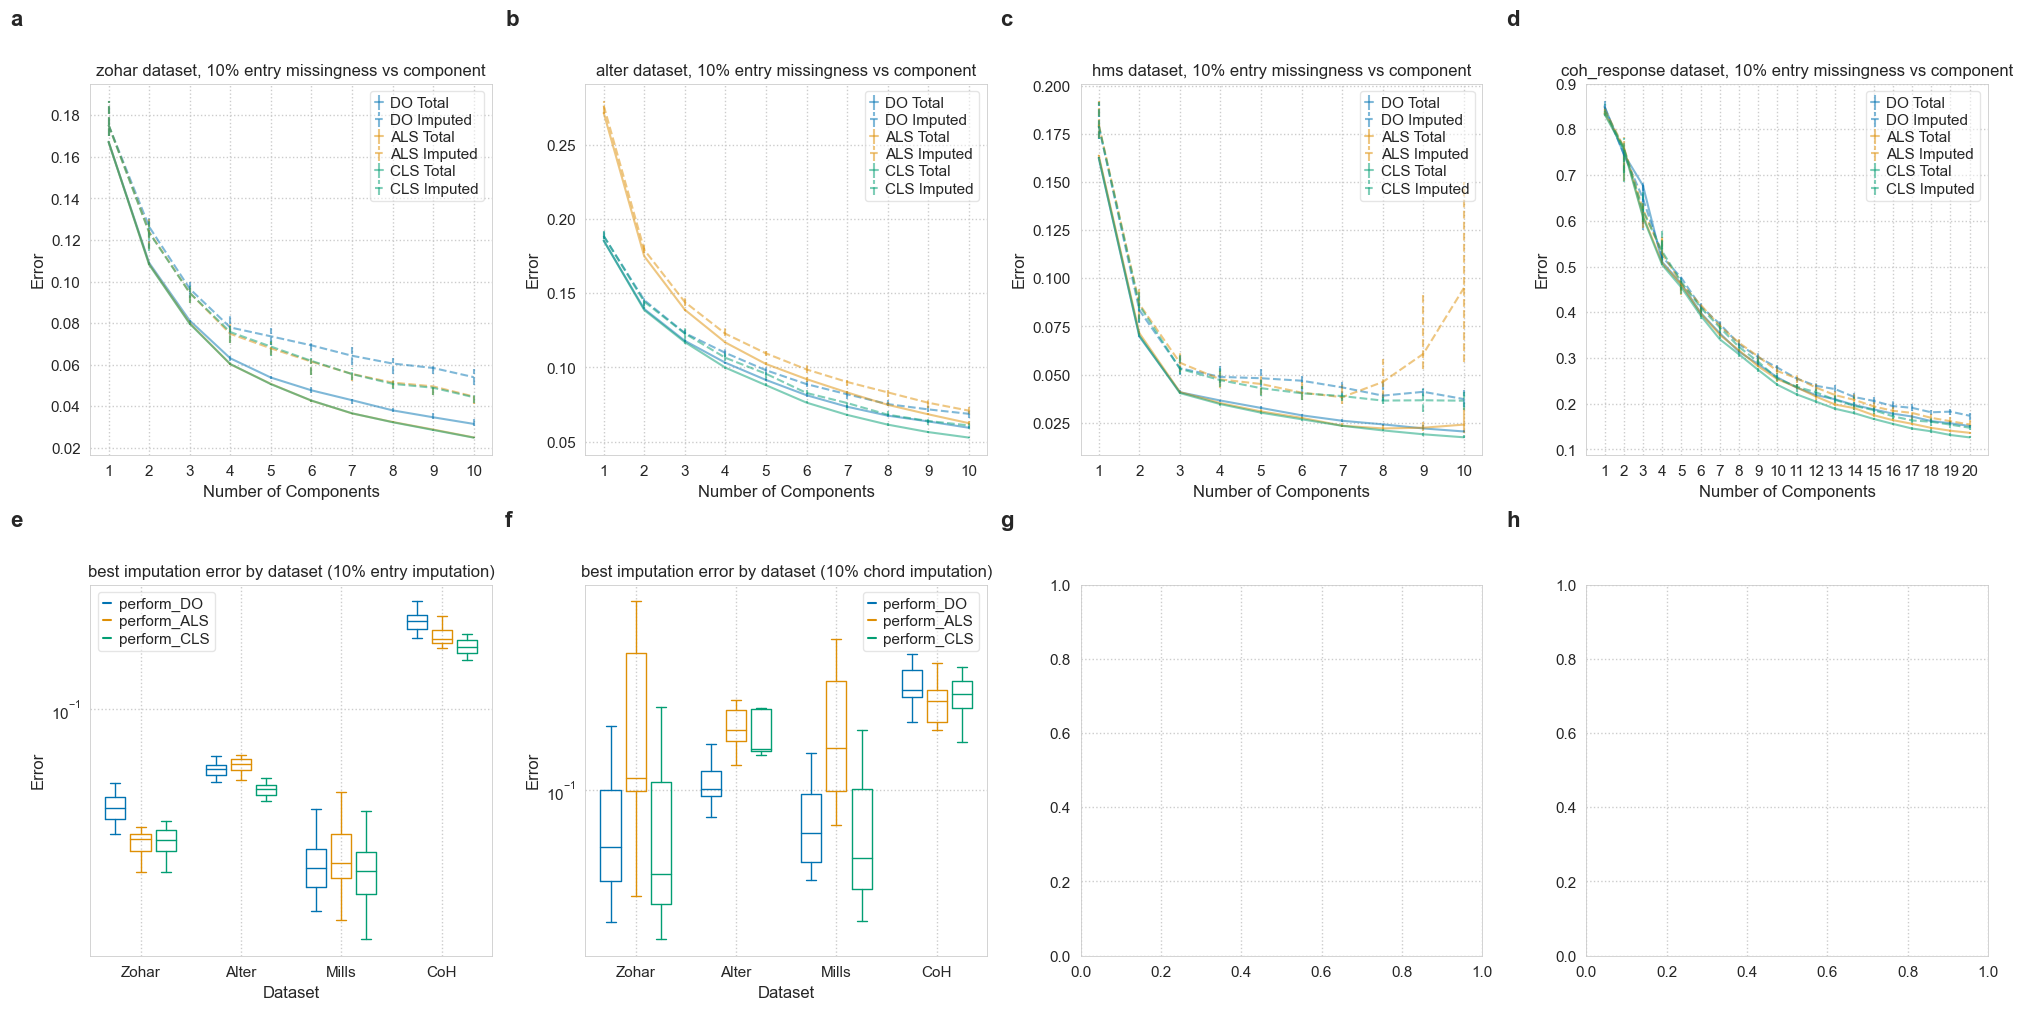 a
b
c
d
zohar dataset, 10% entry missingness vs component
alter dataset, 10% entry missingness vs component
hms dataset, 10% entry missingness vs component
coh_response dataset, 10% entry missingness vs component
DO Total
DO Imputed
ALS Total
ALS Imputed
CLS Total
CLS Imputed
0.18
0.16
0.14
0.12
0.10
0.08
0.06
0.04
0.02
Error
1 2 3 4 5 6 7 8 9 10
Number of Components
DO Total
DO Imputed
ALS Total
ALS Imputed
CLS Total
CLS Imputed
0.25
0.20
0.15
0.10
0.05
Error
1 2 3 4 5 6 7 8 9 10
Number of Components
DO Total
DO Imputed
ALS Total
ALS Imputed
CLS Total
CLS Imputed
0.200
0.175
0.150
0.125
0.100
0.075
0.050
0.025
Error
1 2 3 4 5 6 7 8 9 10
Number of Components
DO Total
DO Imputed
ALS Total
ALS Imputed
CLS Total
CLS Imputed
0.9
0.8
0.7
0.6
0.5
0.4
0.3
0.2
0.1
Error
1 2 3 4 5 6 7 8 9 10 11 12 13 14 15 16 17 18 19 20
Number of Components
e
f
g
h
best imputation error by dataset (10% entry imputation)
perform_DO
perform_ALS
perform_CLS
10⁻¹
Error
Zohar Alter Mills CoH
Dataset
best imputation error by dataset (10% chord imputation)
perform_DO
perform_ALS
perform_CLS
10⁻¹
Error
Zohar Alter Mills CoH
Dataset
1.0
0.8
0.6
0.4
0.2
0.0
0.0 0.2 0.4 0.6 0.8 1.0
1.0
0.8
0.6
0.4
0.2
0.0
0.0 0.2 0.4 0.6 0.8 1.0